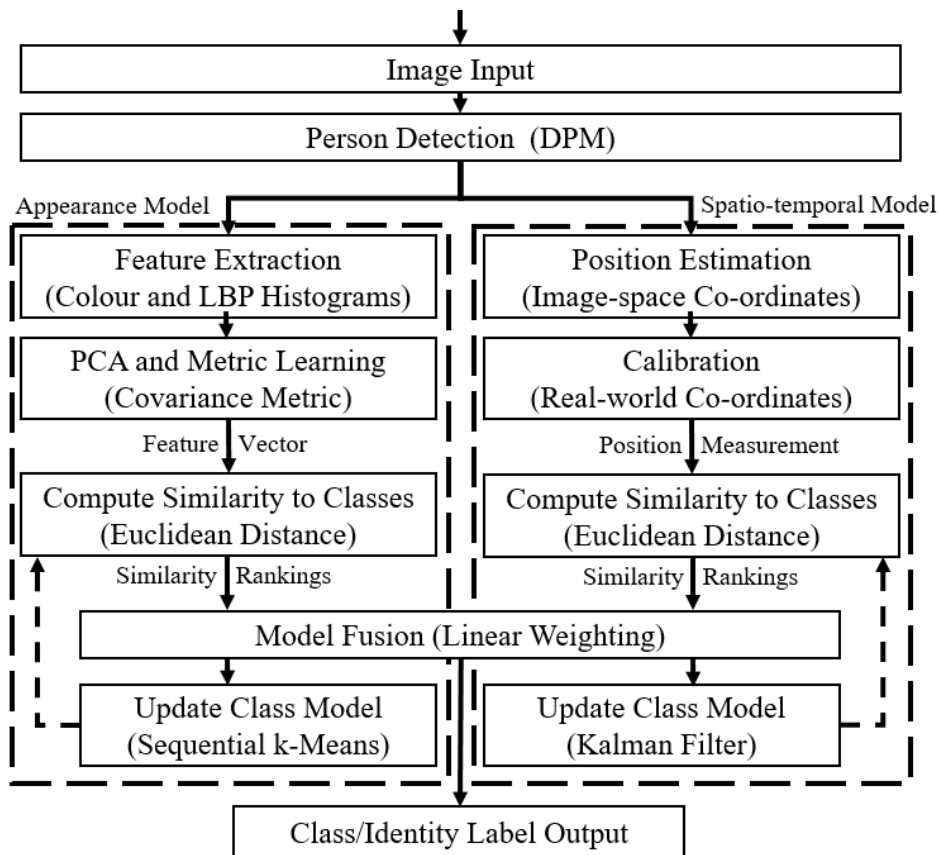 Image Input
Person Detection (DPM)
Appearance Model
Spatio-temporal Model
Feature Extraction
(Colour and LBP Histograms)
Position Estimation
(Image-space Co-ordinates)
PCA and Metric Learning
(Covariance Metric)
Calibration
(Real-world Co-ordinates)
Feature Vector
Position Measurement
Compute Similarity to Classes
(Euclidean Distance)
Compute Similarity to Classes
(Euclidean Distance)
Similarity Rankings
Similarity Rankings
Model Fusion (Linear Weighting)
Update Class Model
(Sequential k-Means)
Update Class Model
(Kalman Filter)
Class/Identity Label Output